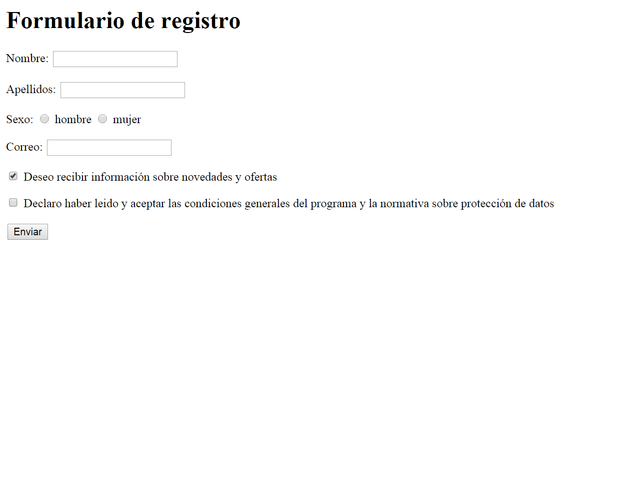 Formulario de registro
Nombre:
Apellidos:
Sexo: hombre mujer
Correo:
Deseo recibir información sobre novedades y ofertas
Declaro haber leido y aceptar las condiciones generales del programa y la normativa sobre protección de datos
Enviar